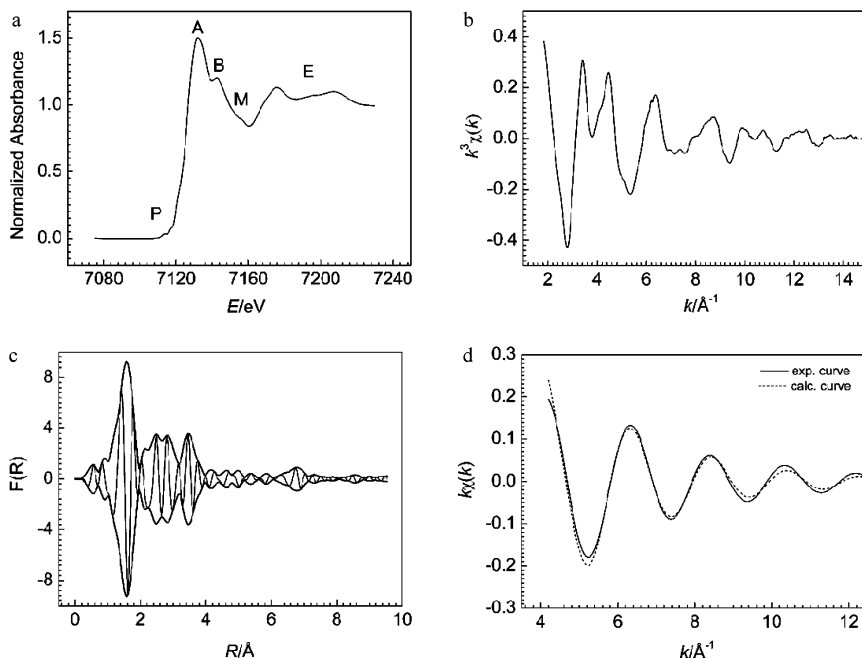 a
1.5
1.0
0.5
0.0
Normalized Absorbance
P
A
B
M
E
7080 7120 7160 7200 7240
E/eV
b
0.4
0.2
0.0
-0.2
-0.4
k³χ(k)
2 4 6 8 10 12 14
k/Å⁻¹
c
8
4
0
-4
-8
F(R)
0 2 4 6 8 10
R/Å
d
0.3
0.2
0.1
0.0
-0.1
-0.2
-0.3
kχ(k)
exp. curve
calc. curve
4 6 8 10 12
k/Å⁻¹